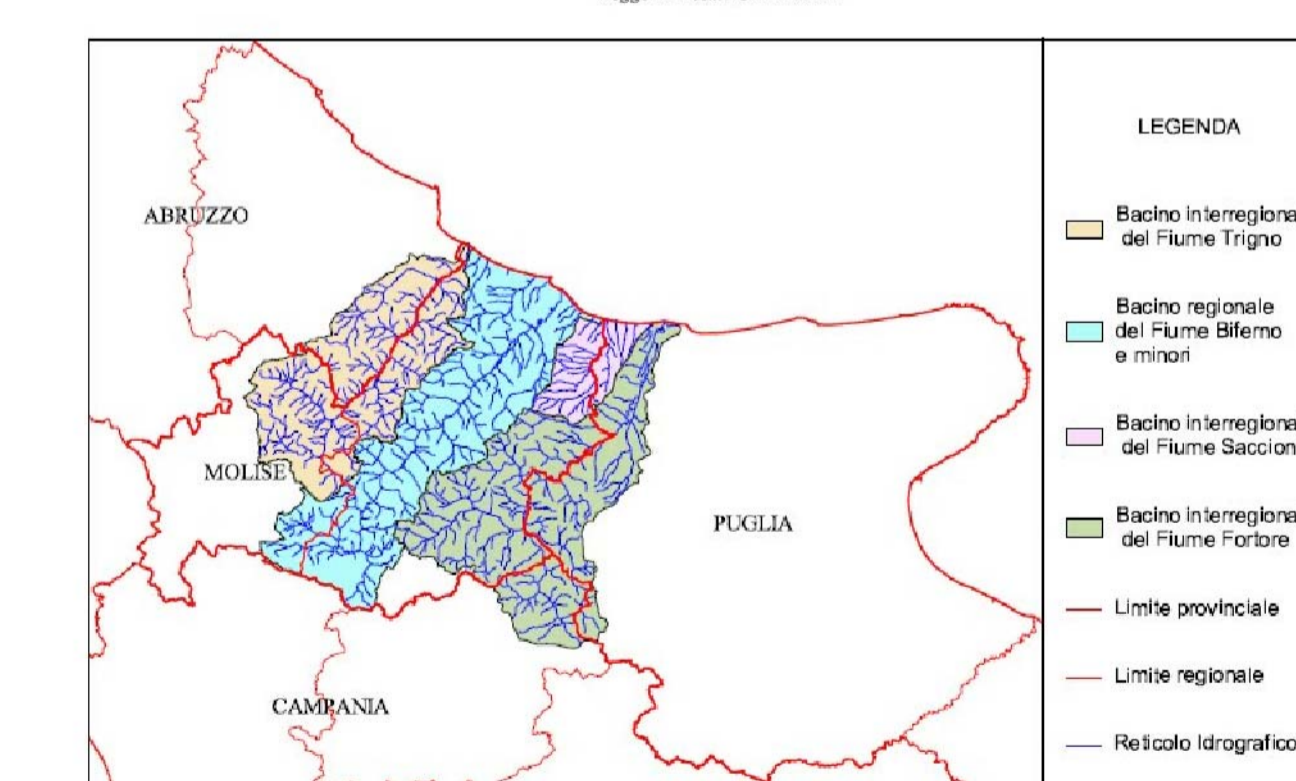 LEGENDA
ABRUZZO
MOLISE
PUGLIA
CAMPANIA
Bacino interregiona
del Fiume Trigno
Bacino regionale
del Fiume Biferno
e minori
Bacino interregiona
del Fiume Saccion
Bacino interregiona
del Fiume Fortore
Limite provinciale
Limite regionale
Reticolo Idrografico